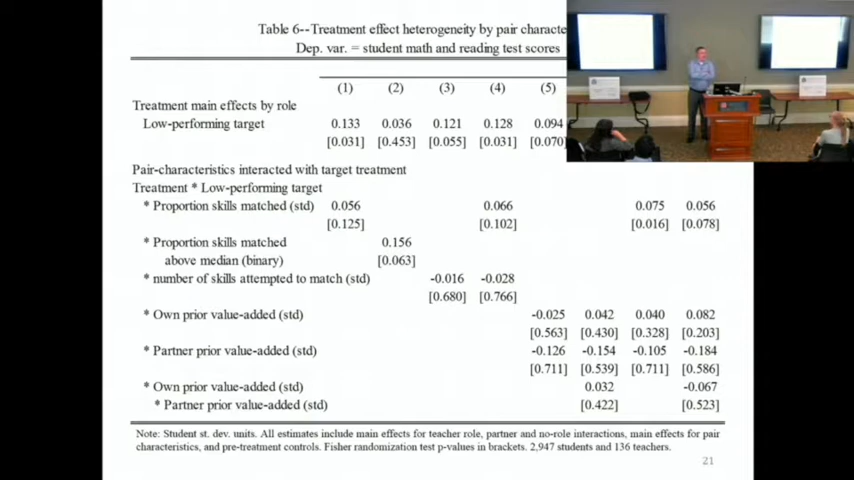 Table 6--Treatment effect heterogeneity by pair
Dep. var. = student math and reading test scores
(1) (2) (3) (4) (5)
Treatment main effects by role
Low-performing target 0.133 0.036 0.121 0.128 0.094
[0.031] [0.453] [0.055] [0.031] [0.070]
Pair-characteristics interacted with target treatment
Treatment * Low-performing target
* Proportion skills matched (std) 0.056 0.066 0.075 0.056
[0.125] [0.102] [0.016] [0.078]
* Proportion skills matched 0.156
above median (binary) [0.063]
* number of skills attempted to match (std) -0.016 -0.028
[0.680] [0.766]
* Own prior value-added (std) -0.025 0.042 0.040 0.082
[0.563] [0.430] [0.328] [0.203]
* Partner prior value-added (std) -0.126 -0.154 -0.105 -0.184
[0.711] [0.539] [0.711] [0.586]
* Own prior value-added (std) 0.032 -0.067
* Partner prior value-added (std) [0.422] [0.523]
Note: Student st. dev. units. All estimates include main effects for teacher role, partner and no-role interactions, main effects for pair
characteristics, and pre-treatment controls. Fisher randomization test p-values in brackets. 2,947 students and 136 teachers.
21